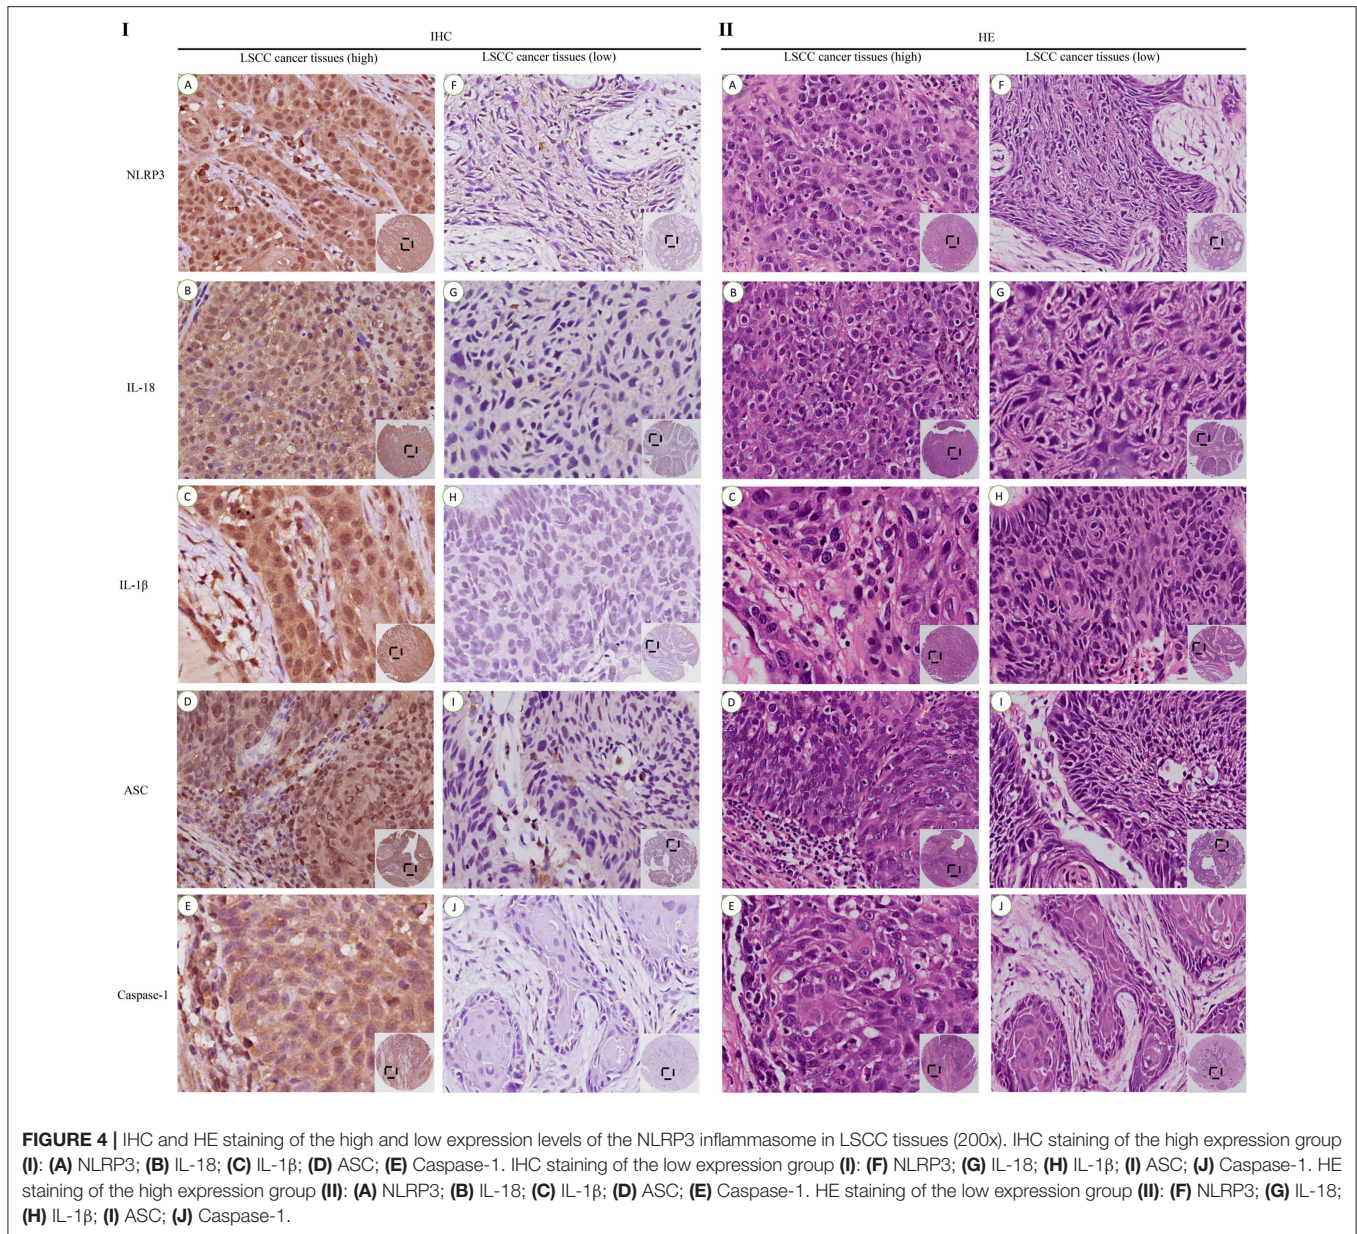 I
II
IHC
HE
LSCC cancer tissues (high)
LSCC cancer tissues (low)
LSCC cancer tissues (high)
LSCC cancer tissues (low)
NLRP3
A
F
A
F
IL-18
B
G
B
G
IL-1β
C
H
C
H
ASC
D
I
D
I
Caspase-1
E
J
E
J
FIGURE 4 | IHC and HE staining of the high and low expression levels of the NLRP3 inflammasome in LSCC tissues (200x). IHC staining of the high expression group
(I): (A) NLRP3; (B) IL-18; (C) IL-1β; (D) ASC; (E) Caspase-1. IHC staining of the low expression group (I): (F) NLRP3; (G) IL-18; (H) IL-1β; (I) ASC; (J) Caspase-1. HE
staining of the high expression group (II): (A) NLRP3; (B) IL-18; (C) IL-1β; (D) ASC; (E) Caspase-1. HE staining of the low expression group (II): (F) NLRP3; (G) IL-18;
(H) IL-1β; (I) ASC; (J) Caspase-1.